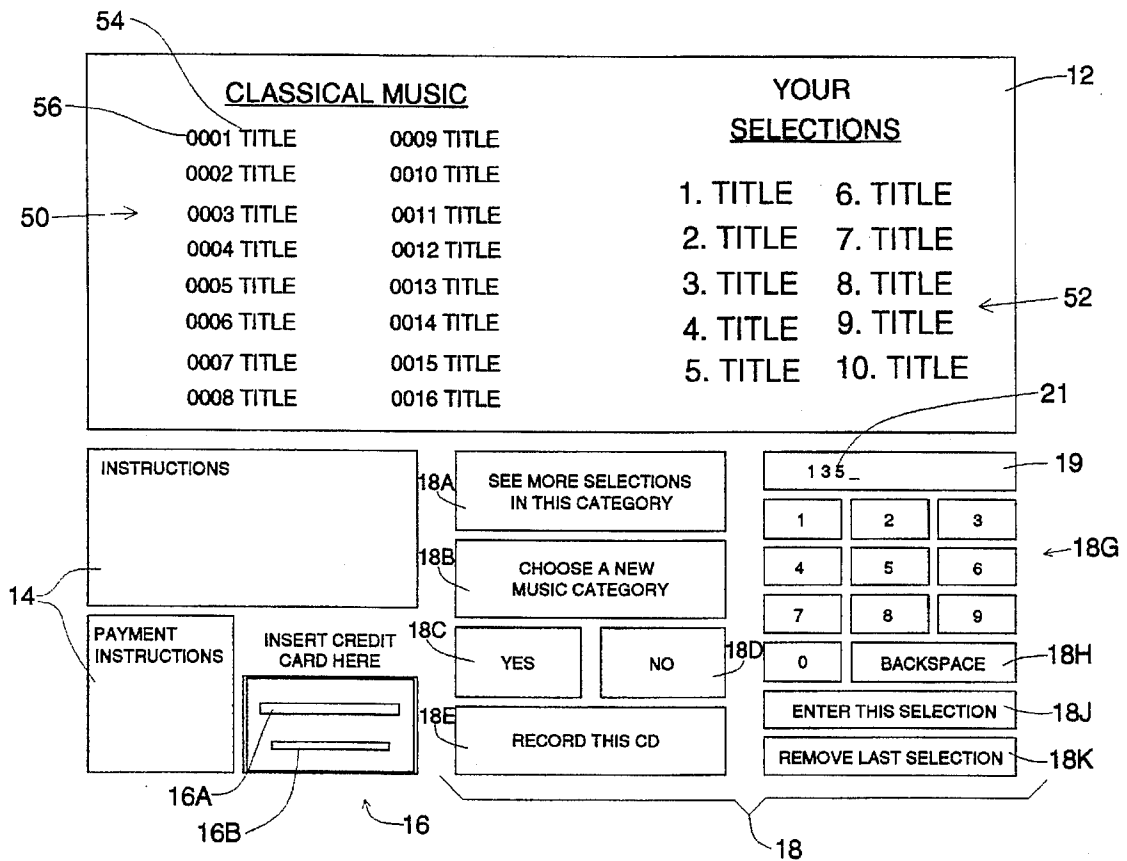 54
12
CLASSICAL MUSIC
YOUR
SELECTIONS
56
0001 TITLE 0009 TITLE
0002 TITLE 0010 TITLE
0003 TITLE 0011 TITLE
0004 TITLE 0012 TITLE
0005 TITLE 0013 TITLE
0006 TITLE 0014 TITLE
0007 TITLE 0015 TITLE
0008 TITLE 0016 TITLE
50
1. TITLE 6. TITLE
2. TITLE 7. TITLE
3. TITLE 8. TITLE
4. TITLE 9. TITLE
5. TITLE 10. TITLE
52
21
INSTRUCTIONS
14
PAYMENT
INSTRUCTIONS
INSERT CREDIT
CARD HERE
16A
16B
16
18A
SEE MORE SELECTIONS
IN THIS CATEGORY
18B
CHOOSE A NEW
MUSIC CATEGORY
18C
YES NO
18D
18E
RECORD THIS CD
135_
19
1 2 3
4 5 6
18G
7 8 9
0 BACKSPACE
18H
ENTER THIS SELECTION
18J
REMOVE LAST SELECTION
18K
18